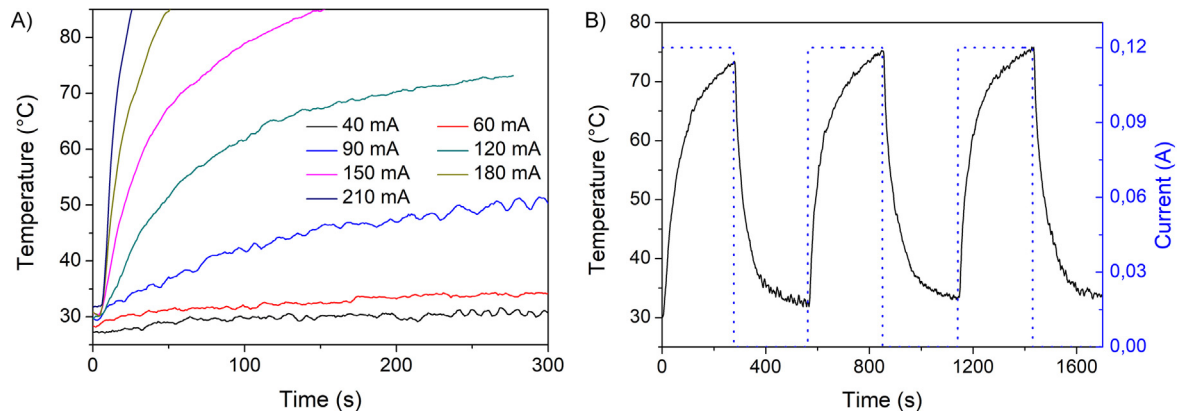 A)
Temperature (°C)
80
70
60
50
40
30
40 mA
60 mA
90 mA
120 mA
150 mA
180 mA
210 mA
0
100
200
300
Time (s)
B)
Temperature (°C)
80
70
60
50
40
30
0
400
800
1200
1600
Time (s)
0,12
0,09
0,06
0,03
0,00
Current (A)